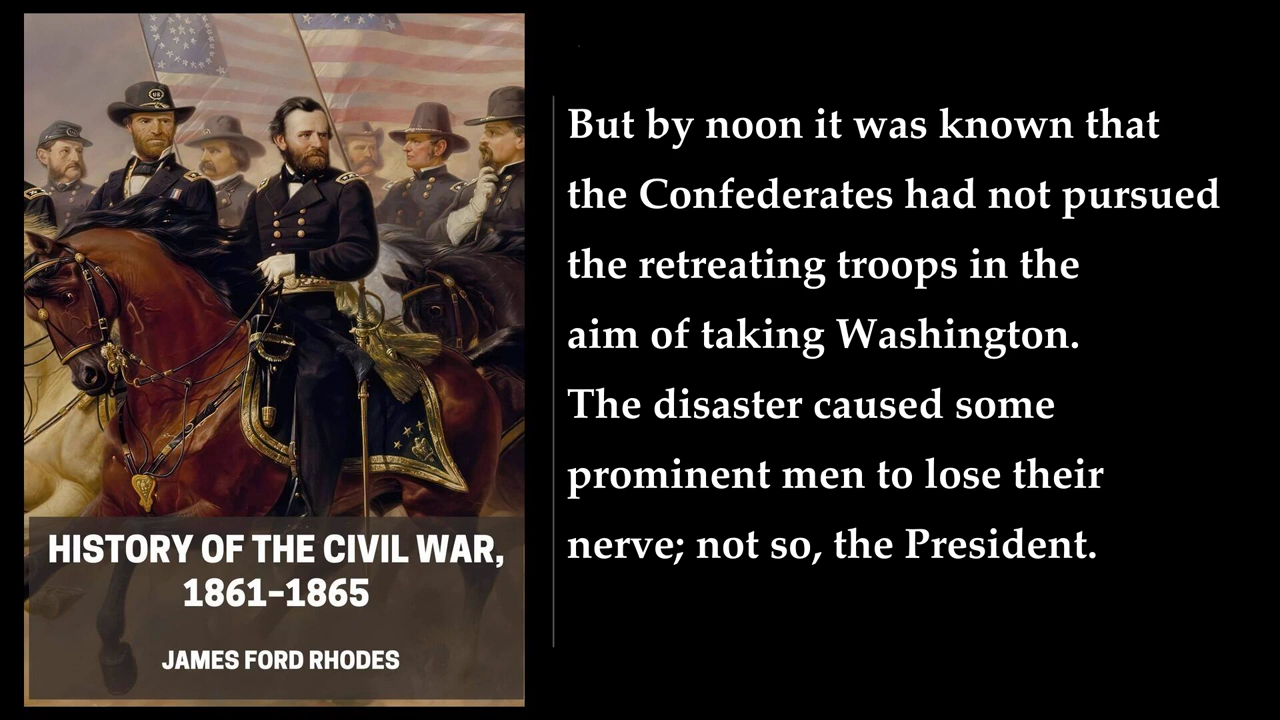 HISTORY OF THE CIVIL WAR,
1861–1865
JAMES FORD RHODES
But by noon it was known that
the Confederates had not pursued
the retreating troops in the
aim of taking Washington.
The disaster caused some
prominent men to lose their
nerve; not so, the President.